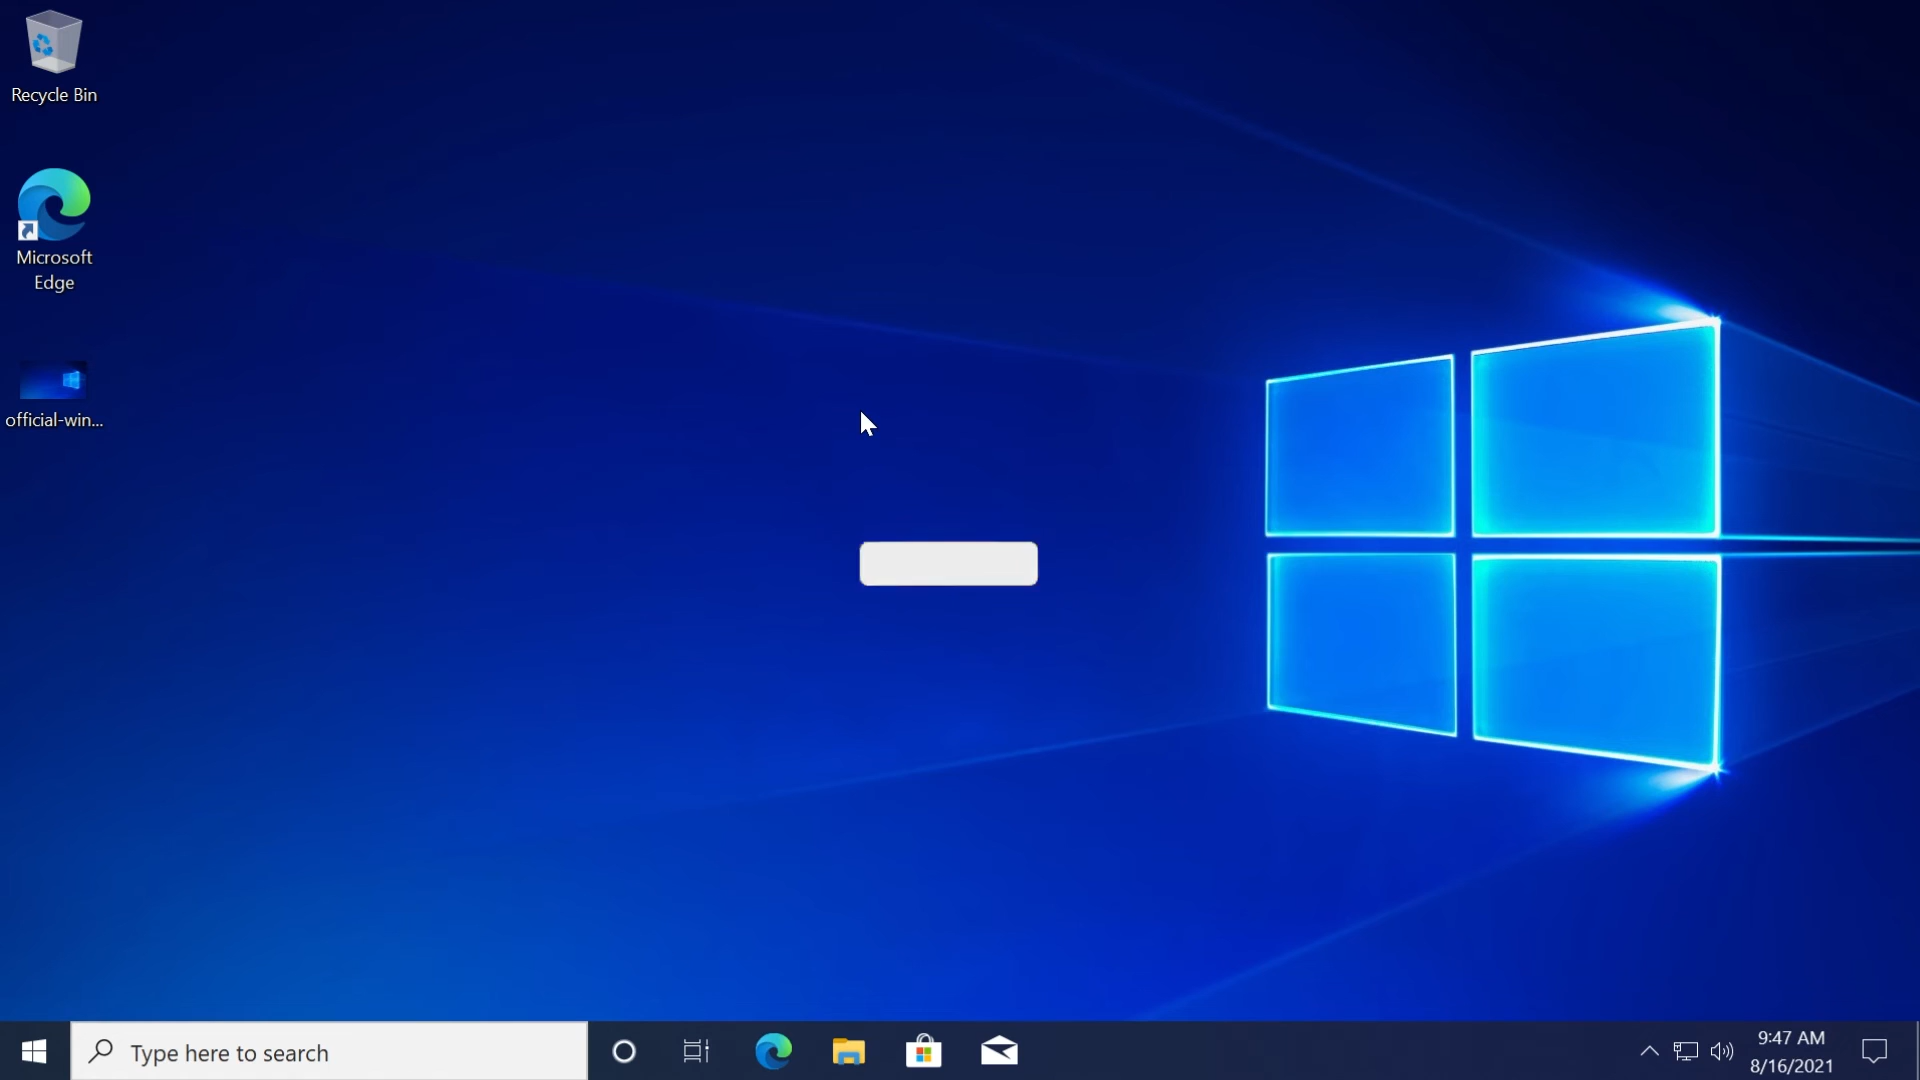 Recycle Bin
Microsoft
Edge
official-win...
Type here to search
9:47 AM
8/16/2021